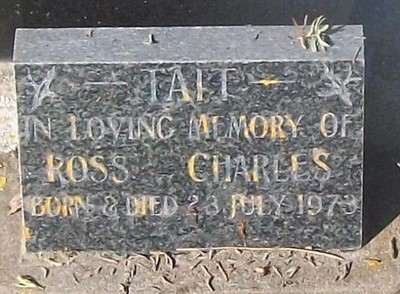 TAIT
IN LOVING MEMORY OF
ROSS CHARLES
BORN & DIED 23 JULY 1973